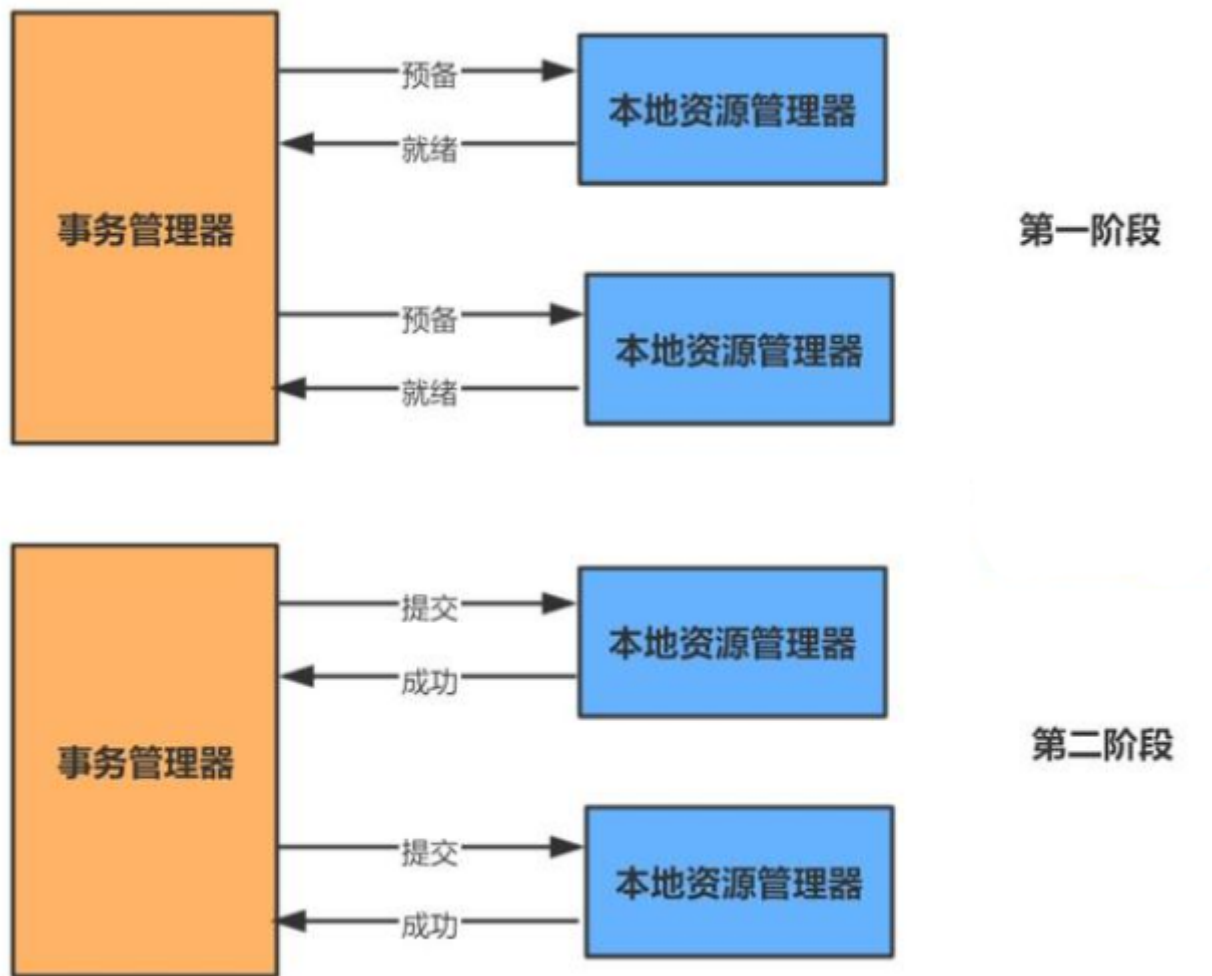 预备
本地资源管理器
就绪
事务管理器
第一阶段
预备
本地资源管理器
就绪
提交
本地资源管理器
成功
事务管理器
第二阶段
提交
本地资源管理器
成功